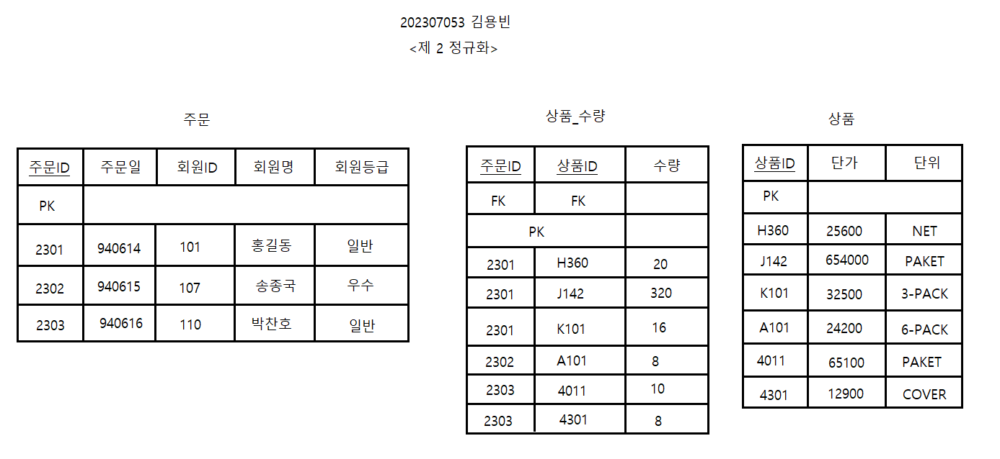 202307053 김용빈
<제 2 정규화>
주문
주문ID 주문일 회원ID 회원명 회원등급
PK
2301 940614 101 홍길동 일반
2302 940615 107 송종국 우수
2303 940616 110 박찬호 일반
상품_수량
주문ID 상품ID 수량
FK FK
PK
2301 H360 20
2301 J142 320
2301 K101 16
2302 A101 8
2303 4011 10
2303 4301 8
상품
상품ID 단가 단위
PK
H360 25600 NET
J142 654000 PAKET
K101 32500 3-PACK
A101 24200 6-PACK
4011 65100 PAKET
4301 12900 COVER